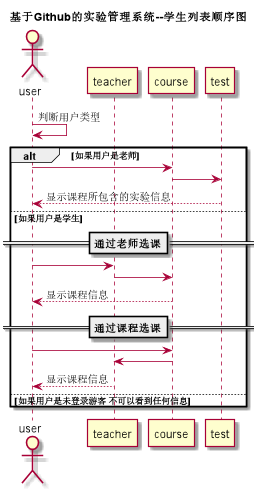 基于Github的实验管理系统--学生列表顺序图
user
teacher course test
判断用户类型
alt [如果用户是老师]
显示课程所包含的实验信息
[如果用户是学生]
通过老师选课
显示课程信息
通过课程选课
显示课程信息
[如果用户是未登录游客 不可以看到任何信息]
user
teacher course test